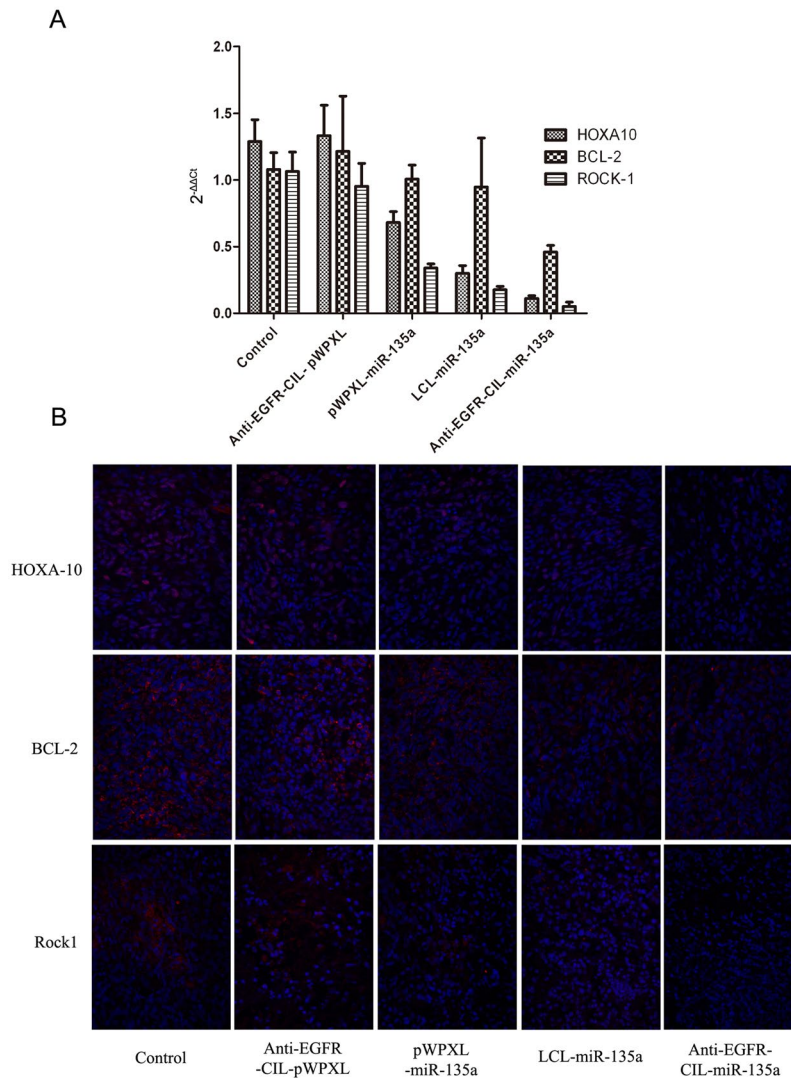 A
2.0
1.5
1.0
0.5
0.0
2-ΔΔCt
HOXA10
BCL-2
ROCK-1
Control
Anti-EGFR-CIL- pWPXL
pWPXL-miR-135a
LCL-miR-135a
Anti-EGFR-CIL-miR-135a
B
HOXA-10
BCL-2
Rock1
Control
Anti-EGFR
-CIL-pWPXL
pWPXL
-miR-135a
LCL-miR-135a
Anti-EGFR-
CIL-miR-135a